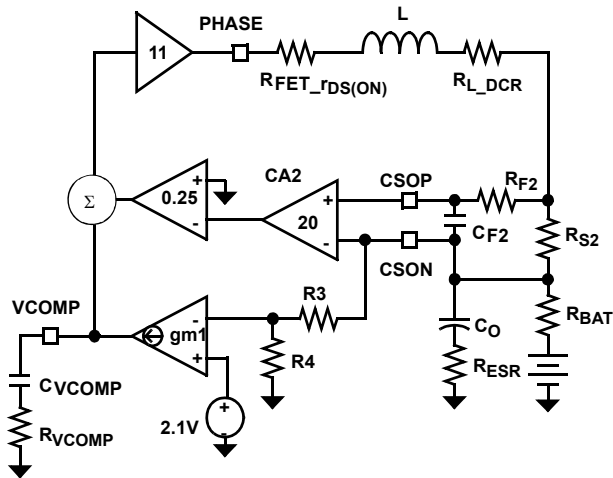 PHASE
L
11
RFET_rDS(ON)
RL_DCR
CA2
CSOP
RF2
0.25
+
-
Σ
+
20
-
CF2
RS2
CSON
VCOMP
R3
CO
RBAT
-
gm1
+
R4
RESR
CVCOMP
RVCOMP
2.1V
+
-